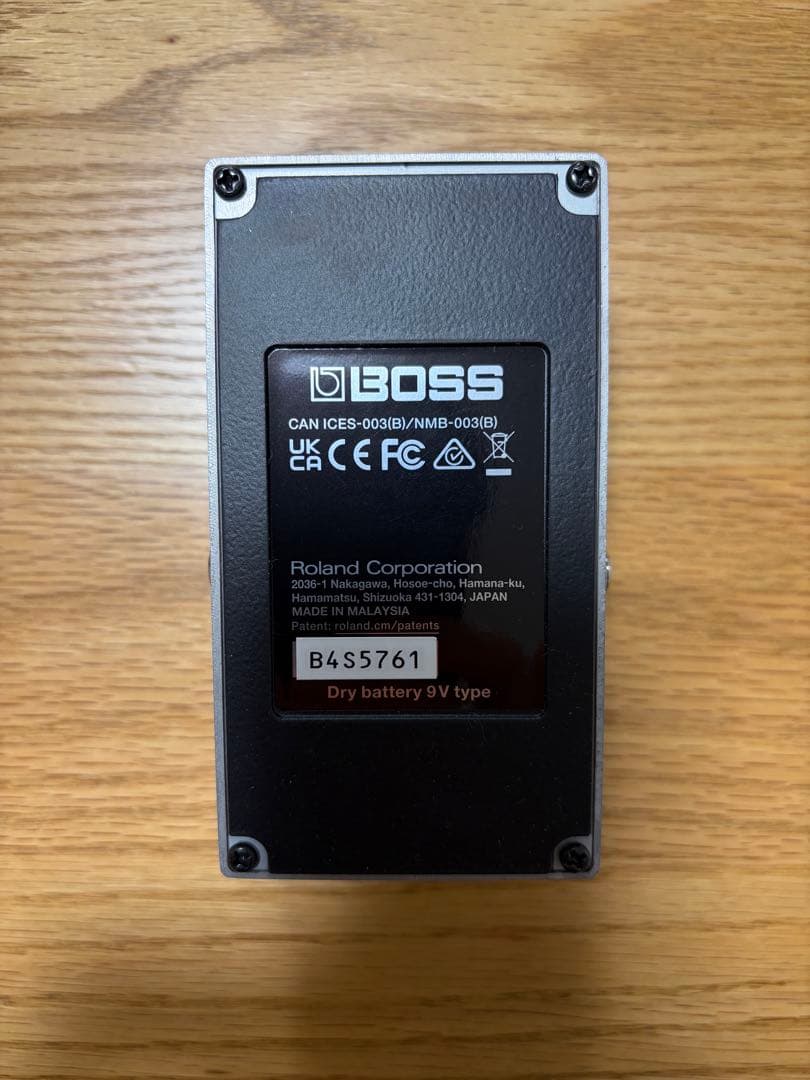 BOSS
CAN ICES-003(B)/NMB-003(B)
UK
CA CE FC
Roland Corporation
2036-1 Nakagawa, Hosoe-cho, Hamana-ku,
Hamamatsu, Shizuoka 431-1304, JAPAN
MADE IN MALAYSIA
Patent: roland.cm/patents
B4S5761
Dry battery 9V type